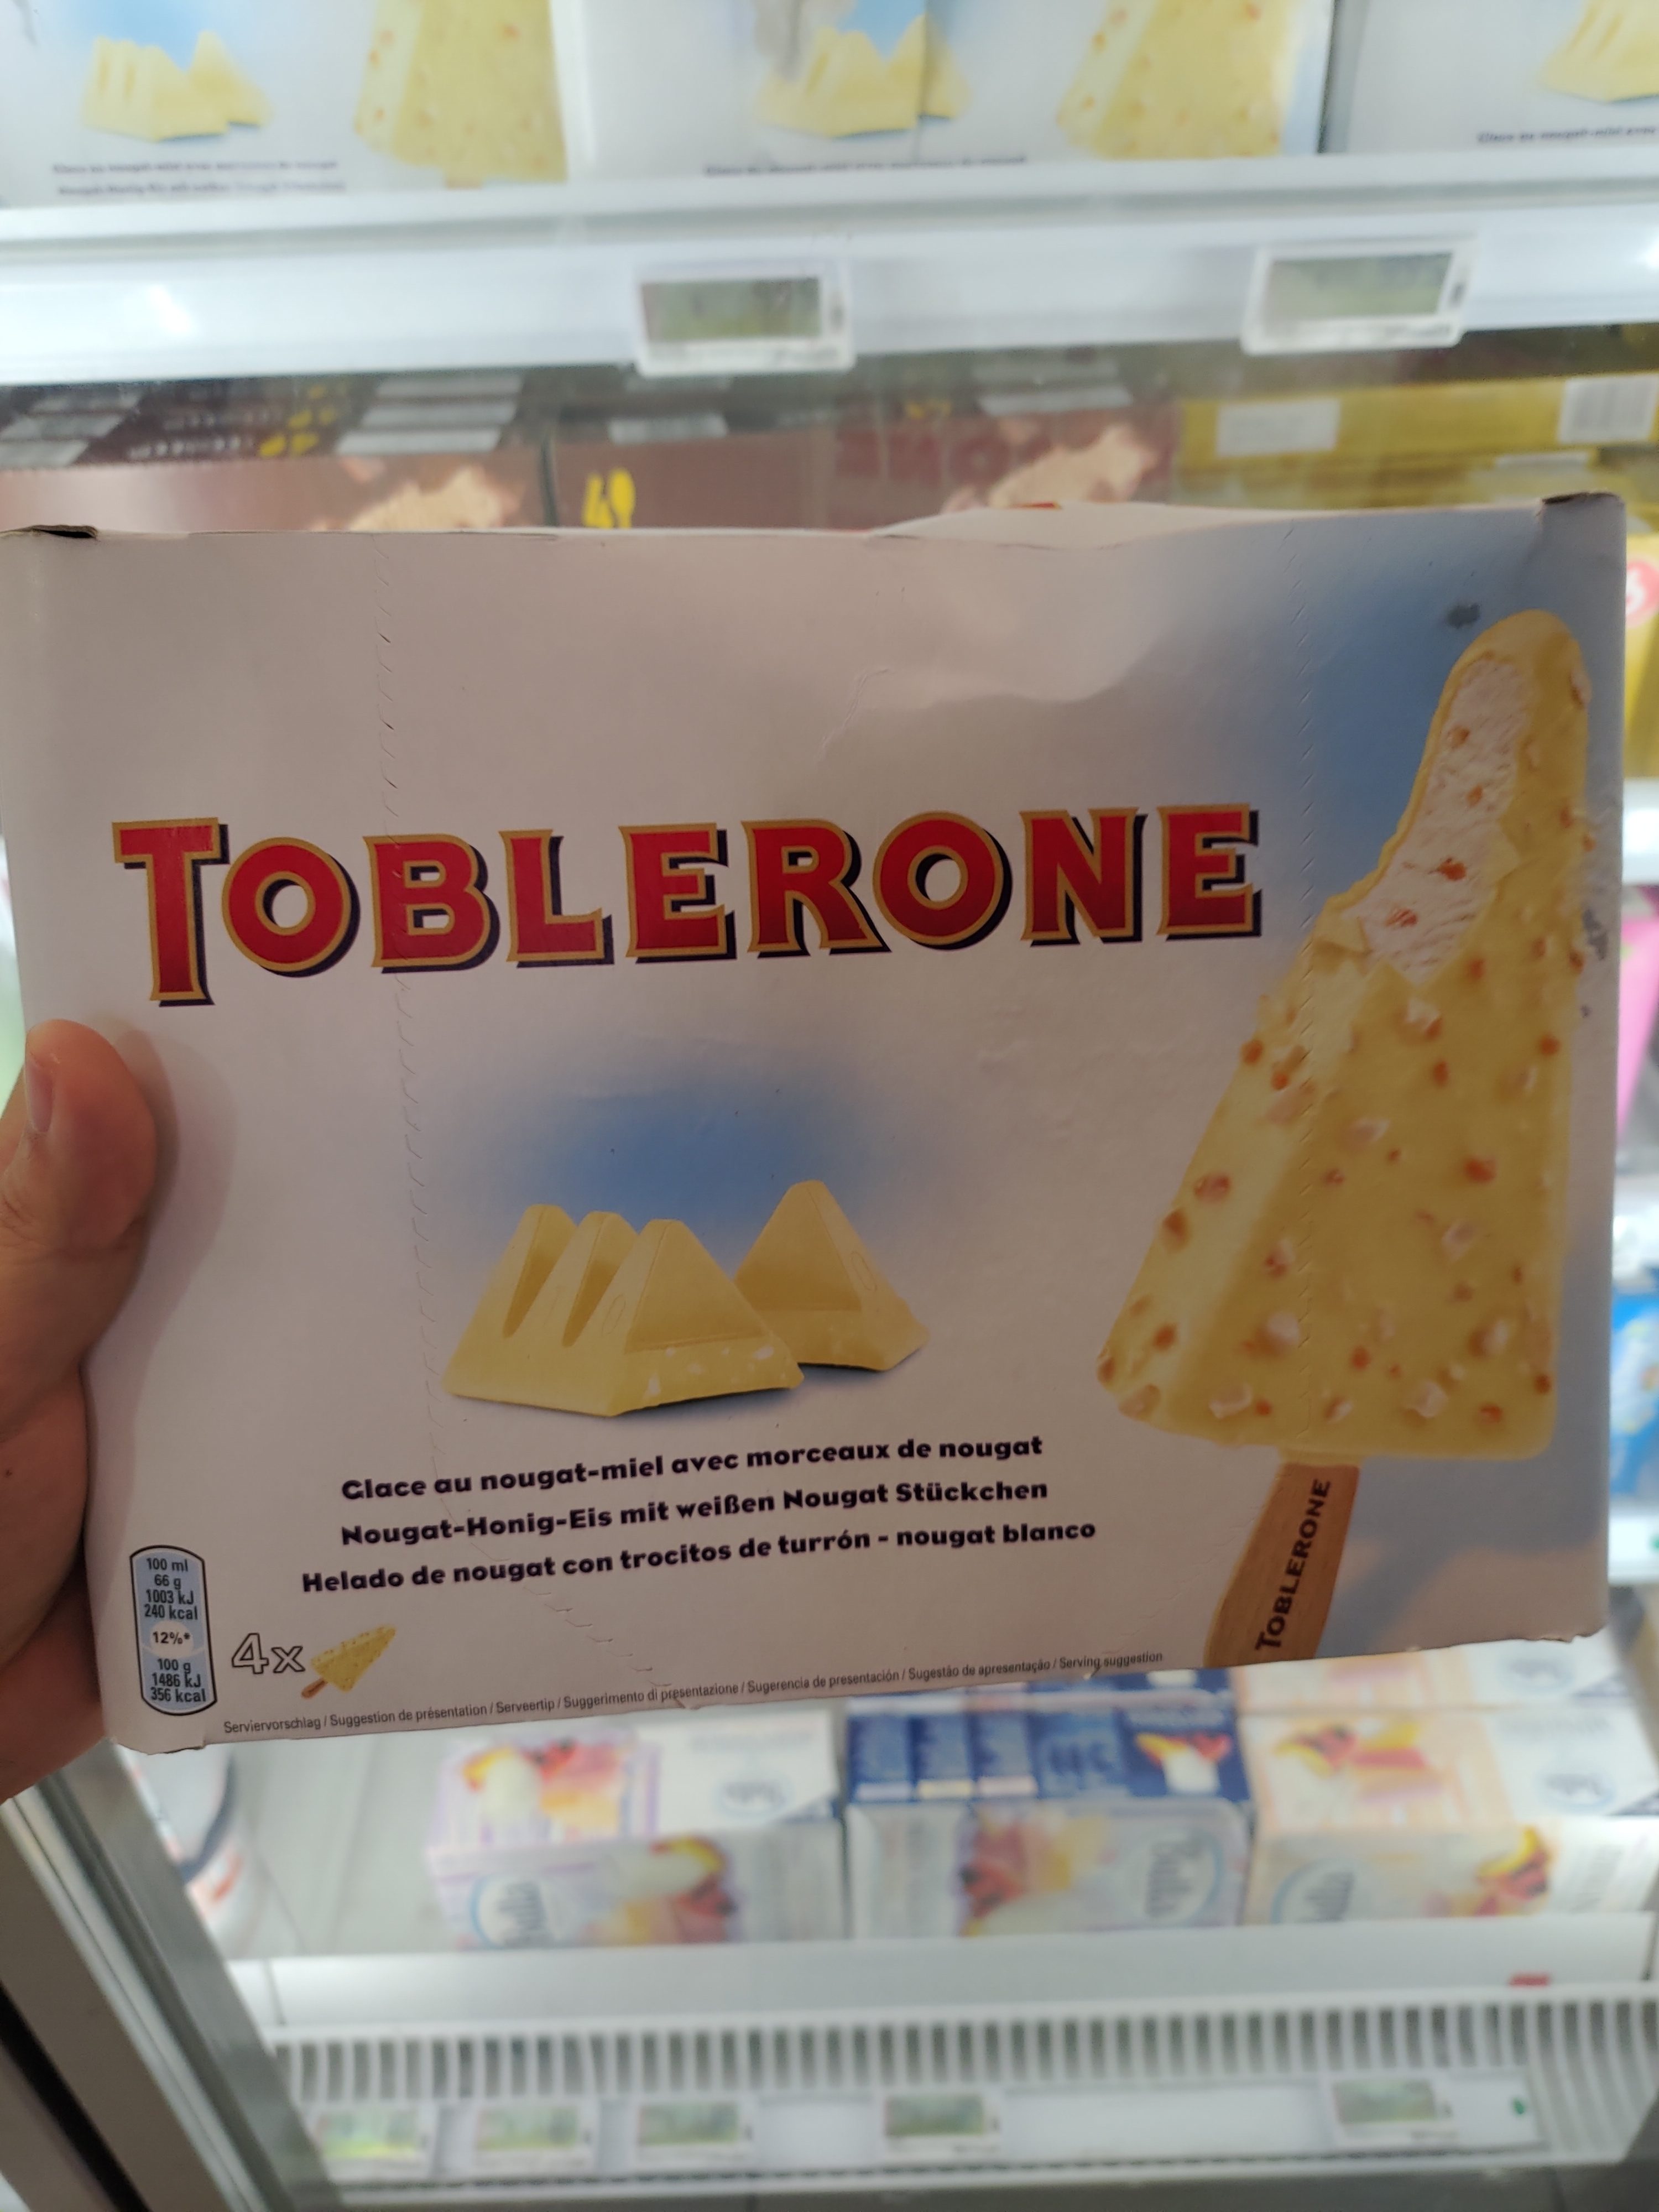 TOBLERONE
Glace au nougat-miel avec morceaux de nougat
Nougat-Honig-Eis mit weißen Nougat Stückchen
Helado de nougat con trocitos de turrón - nougat blanco
TOBLERONE
100 ml
66 g
1003 kJ
240 kcal
12%*
100 g
1486 kJ
356 kcal
4x
Serviervorschlag / Suggestion de présentation / Serveertip / Suggerimento di presentazione / Sugerencia de presentación / Sugestão de apresentação / Serving suggestion